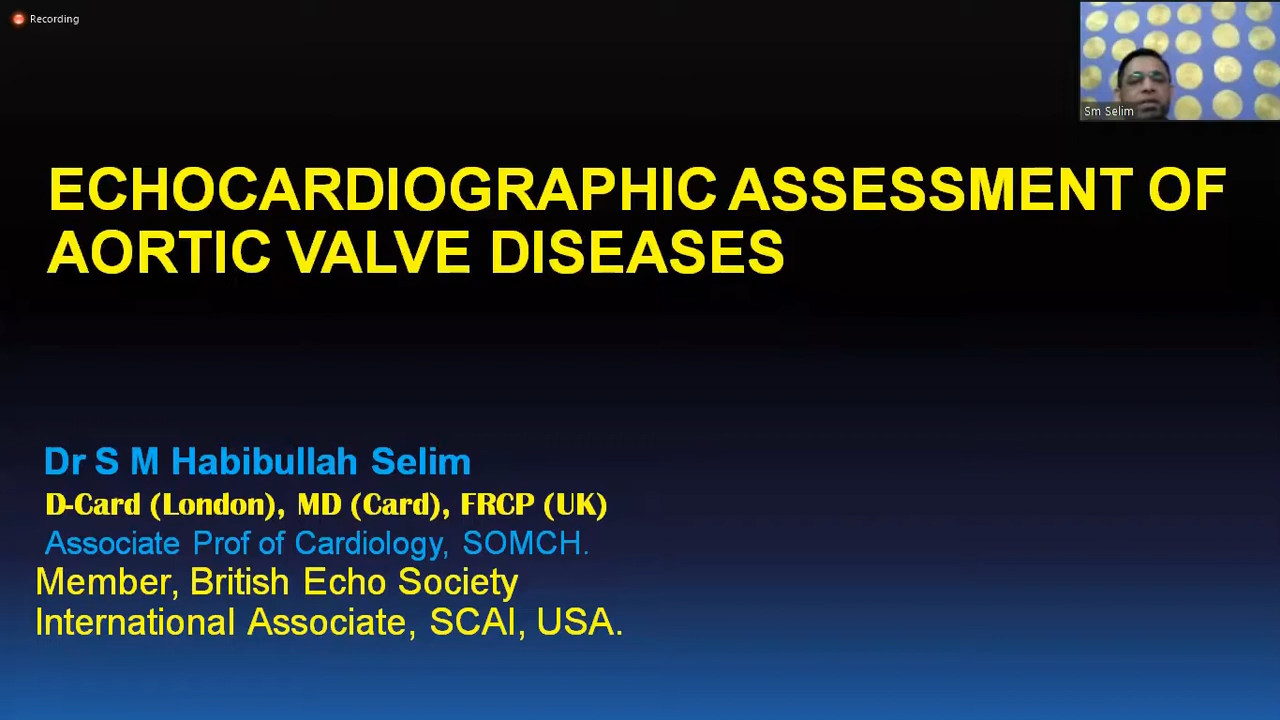 Recording
Sm Selim
ECHOCARDIOGRAPHIC ASSESSMENT OF
AORTIC VALVE DISEASES
Dr S M Habibullah Selim
D-Card (London), MD (Card), FRCP (UK)
Associate Prof of Cardiology, SOMCH.
Member, British Echo Society
International Associate, SCAI, USA.